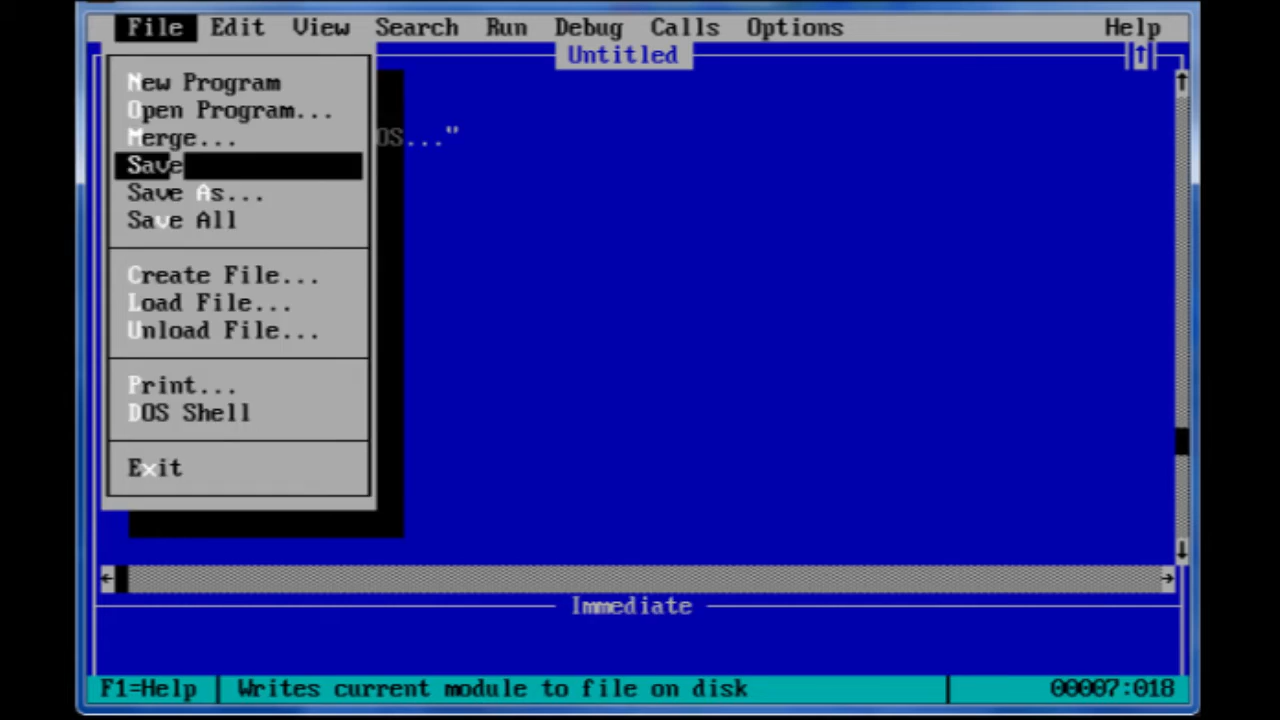 File Edit View Search Run Debug Calls Options Help
Untitled
New Program
Open Program...
Merge... OS..."
Save
Save As...
Save All
Create File...
Load File...
Unload File...
Print...
DOS Shell
Exit
Immediate
F1=Help Writes current module to file on disk 00007:018